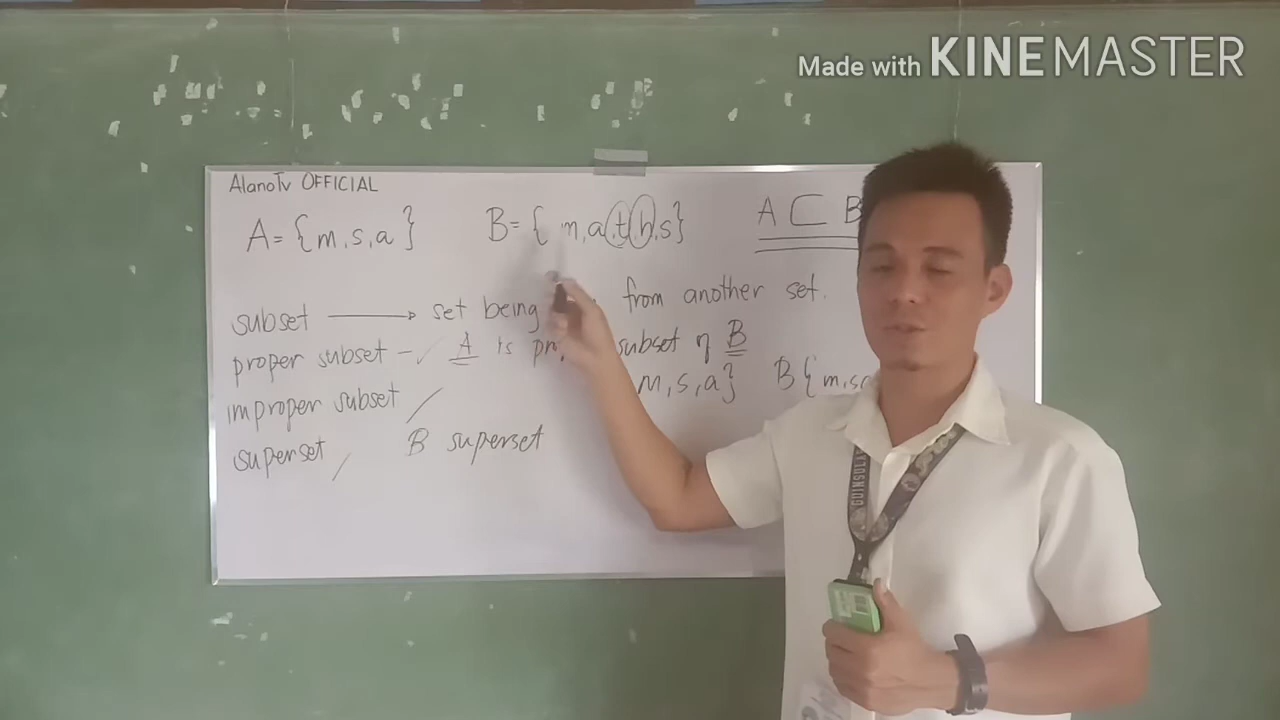 Made with KINEMASTER
AlanoTv OFFICIAL
A = {m,s,a} B = { m,a,t,h,s} A ⊂ B
subset → set being from another set.
proper subset - ✓ A is subset of B
improper subset / m,s,a} B{m,s
superset / B superset